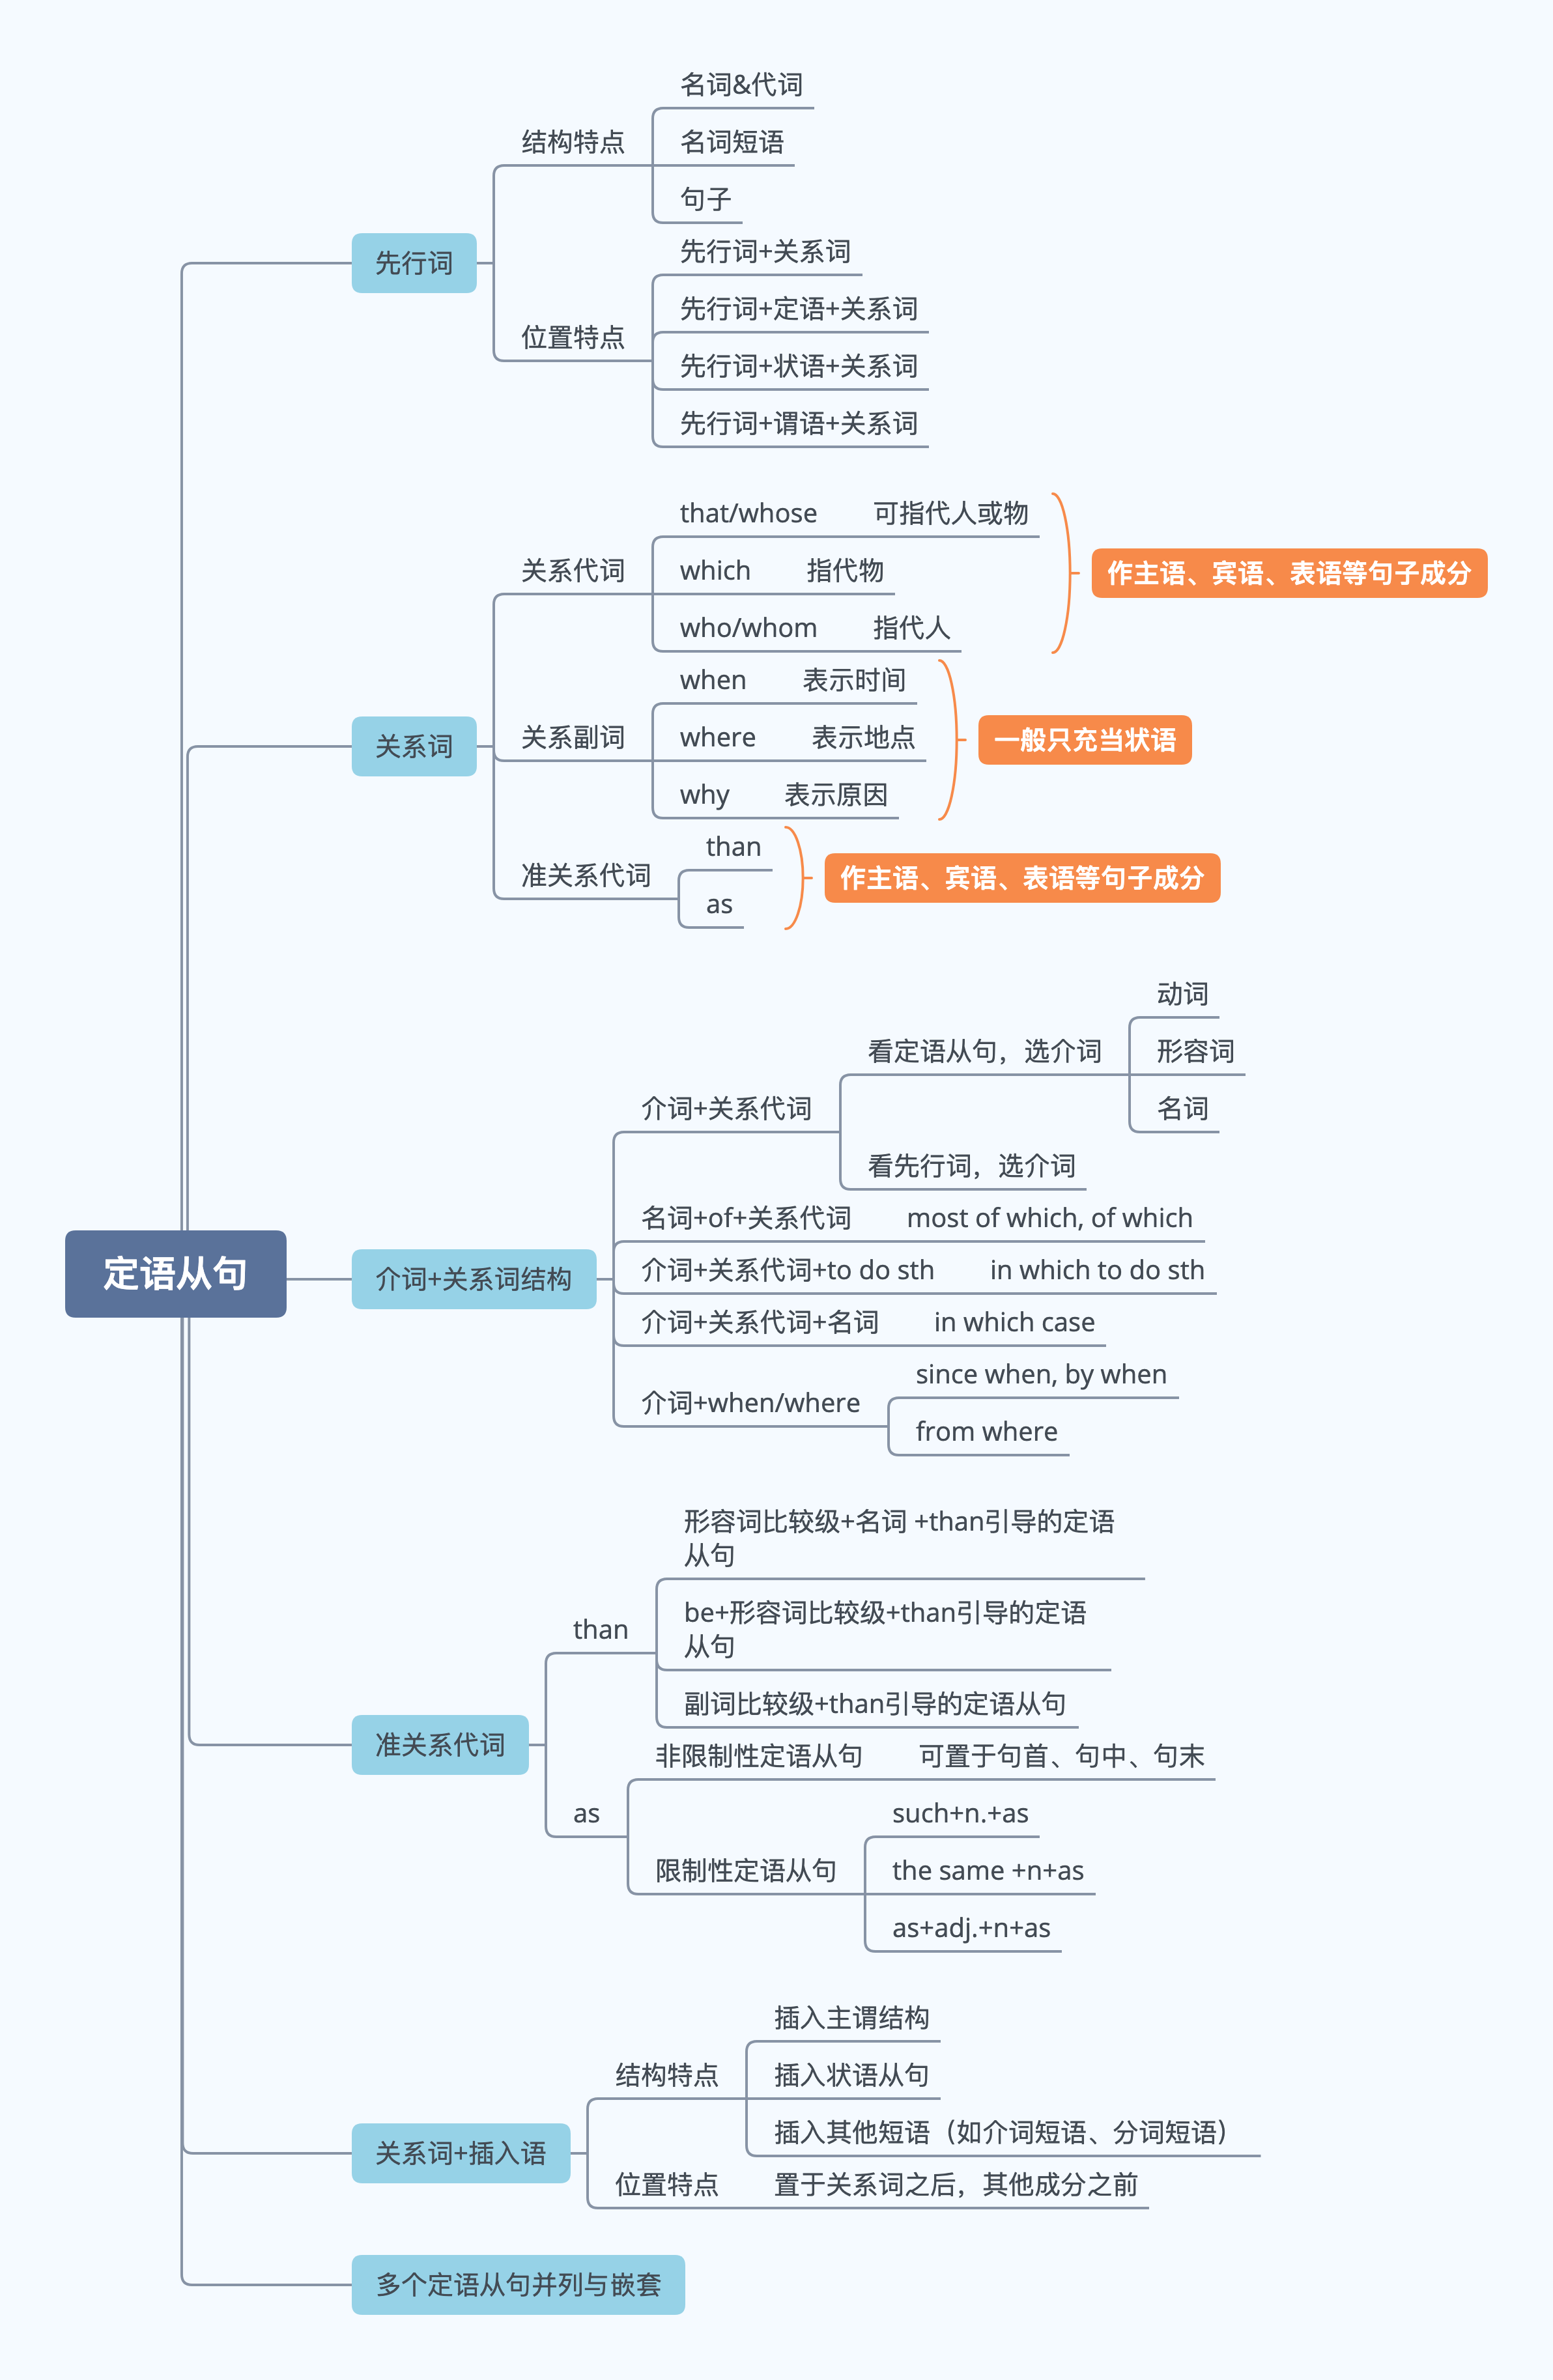 名词&代词
结构特点
名词短语
句子
先行词
先行词+关系词
先行词+定语+关系词
位置特点
先行词+状语+关系词
先行词+谓语+关系词
that/whose 可指代人或物
关系代词
which 指代物
who/whom 指代人
作主语、宾语、表语等句子成分
when 表示时间
关系词
关系副词
where 表示地点
why 表示原因
一般只充当状语
than
准关系代词
as
作主语、宾语、表语等句子成分
动词
看定语从句，选介词
形容词
介词+关系代词
名词
看先行词，选介词
名词+of+关系代词 most of which, of which
定语从句
介词+关系词结构
介词+关系代词+to do sth in which to do sth
介词+关系代词+名词 in which case
since when, by when
介词+when/where
from where
形容词比较级+名词 +than引导的定语
从句
than
be+形容词比较级+than引导的定语
从句
副词比较级+than引导的定语从句
准关系代词
非限制性定语从句 可置于句首、句中、句末
as
such+n.+as
限制性定语从句
the same +n+as
as+adj.+n+as
插入主谓结构
结构特点
插入状语从句
插入其他短语（如介词短语、分词短语）
关系词+插入语
位置特点 置于关系词之后，其他成分之前
多个定语从句并列与嵌套